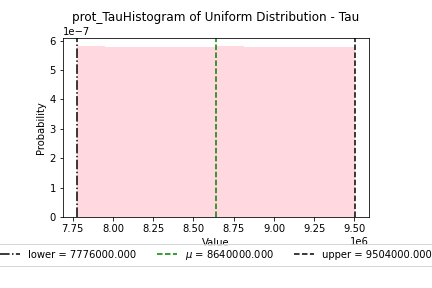 prot_TauHistogram of Uniform Distribution - Tau
1e−7
6
5
4
3
2
1
0
Probability
7.75 8.00 8.25 8.50 8.75 9.00 9.25 9.50
Value
1e6
lower = 7776000.000 μ = 8640000.000 upper = 9504000.000